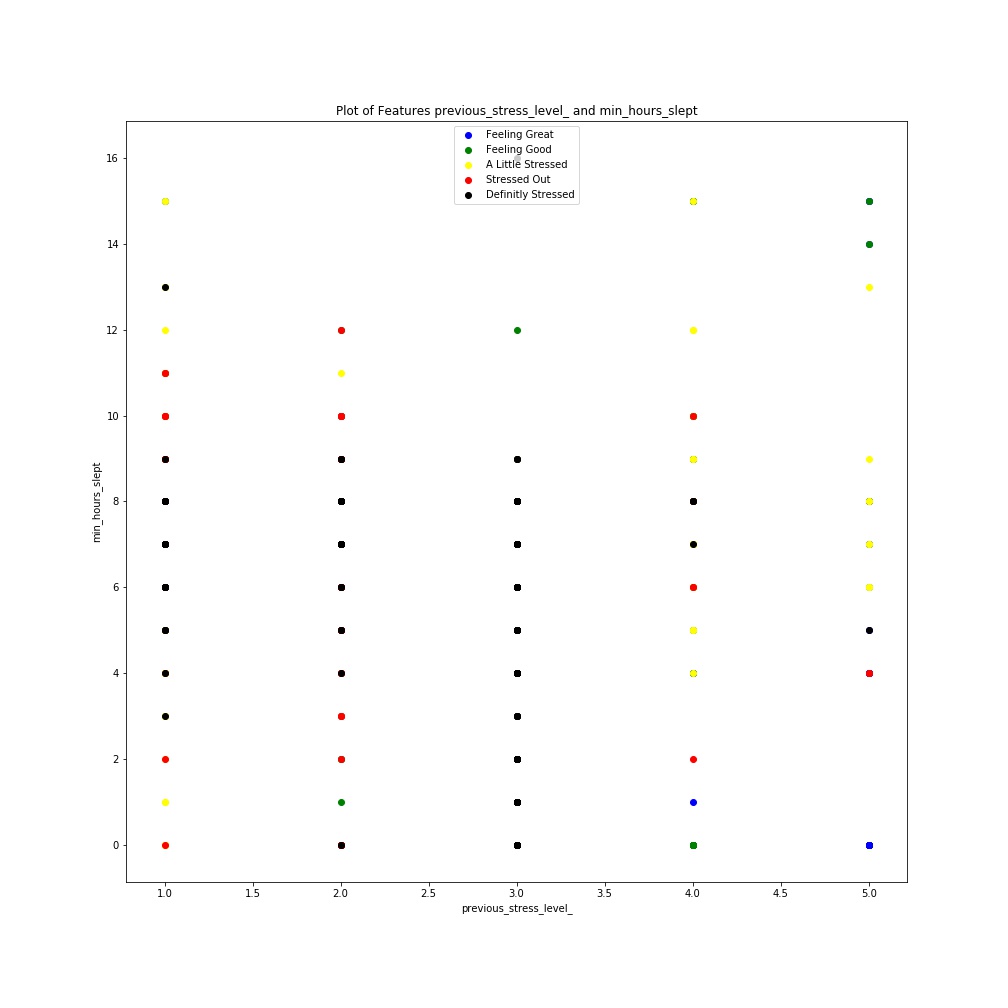 Plot of Features previous_stress_level_ and min_hours_slept
Feeling Great
Feeling Good
A Little Stressed
Stressed Out
Definitly Stressed
16
14
12
10
8
6
4
2
0
min_hours_slept
1.0 1.5 2.0 2.5 3.0 3.5 4.0 4.5 5.0
previous_stress_level_